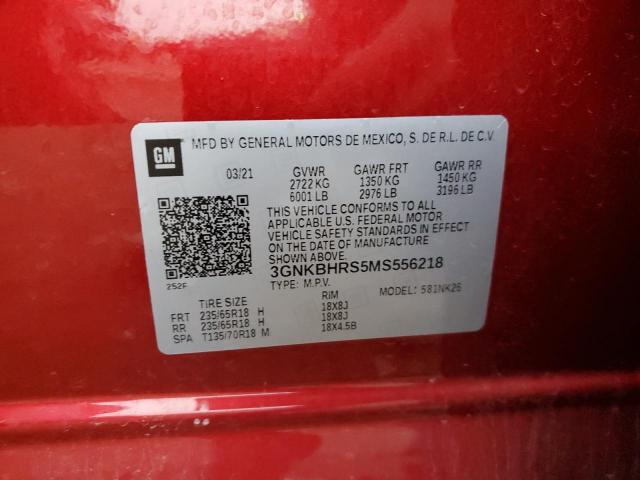 GM
MFD BY GENERAL MOTORS DE MEXICO, S. DE R.L. DE C.V.
03/21 GVWR GAWR FRT GAWR RR
2722 KG 1350 KG 1450 KG
6001 LB 2976 LB 3196 LB
THIS VEHICLE CONFORMS TO ALL
APPLICABLE U.S. FEDERAL MOTOR
VEHICLE SAFETY STANDARDS IN EFFECT
ON THE DATE OF MANUFACTURE
SHOWN ABOVE.
3GNKBHRS5MS556218
TYPE: M.P.V. MODEL: 581NK26
252F
TIRE SIZE RIM
FRT 235/65R18 H 18X8J
RR 235/65R18 H 18X8J
SPA T135/70R18 M 18X4.5B